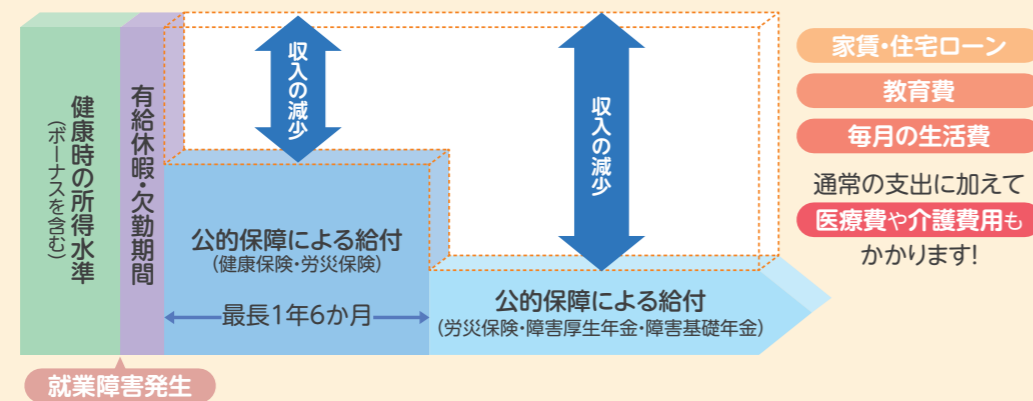 健康時の所得水準
（ボーナスを含む）
有給休暇・欠勤期間
収入の減少
公的保障による給付
（健康保険・労災保険）
最長1年6か月
収入の減少
公的保障による給付
（労災保険・障害厚生年金・障害基礎年金）
就業障害発生
家賃・住宅ローン
教育費
毎月の生活費
通常の支出に加えて
医療費や介護費用も
かかります!